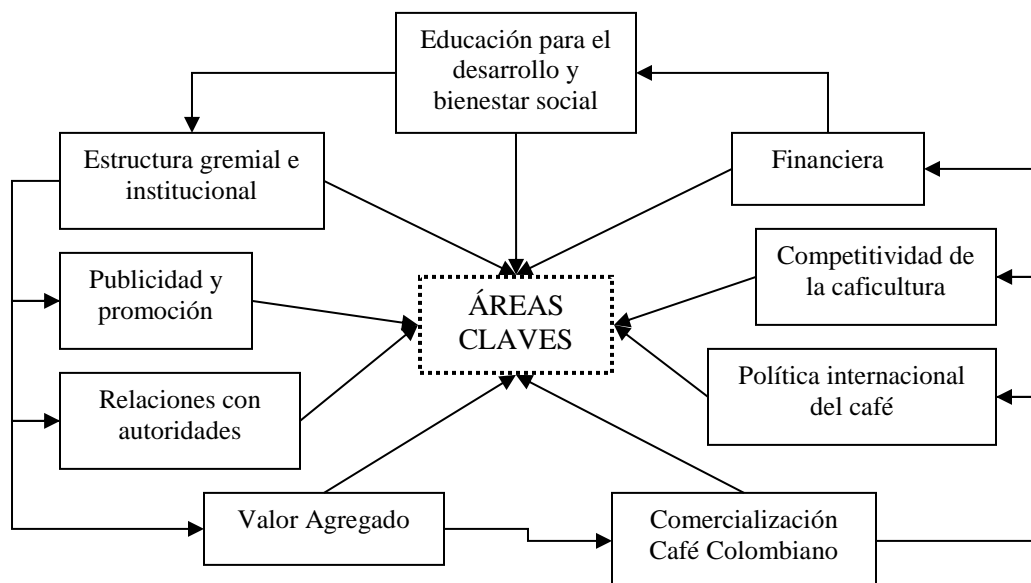 Educación para el
desarrollo y
bienestar social
Estructura gremial e
institucional
Financiera
Publicidad y
promoción
ÁREAS
CLAVES
Competitividad de
la caficultura
Relaciones con
autoridades
Política internacional
del café
Valor Agregado
Comercialización
Café Colombiano